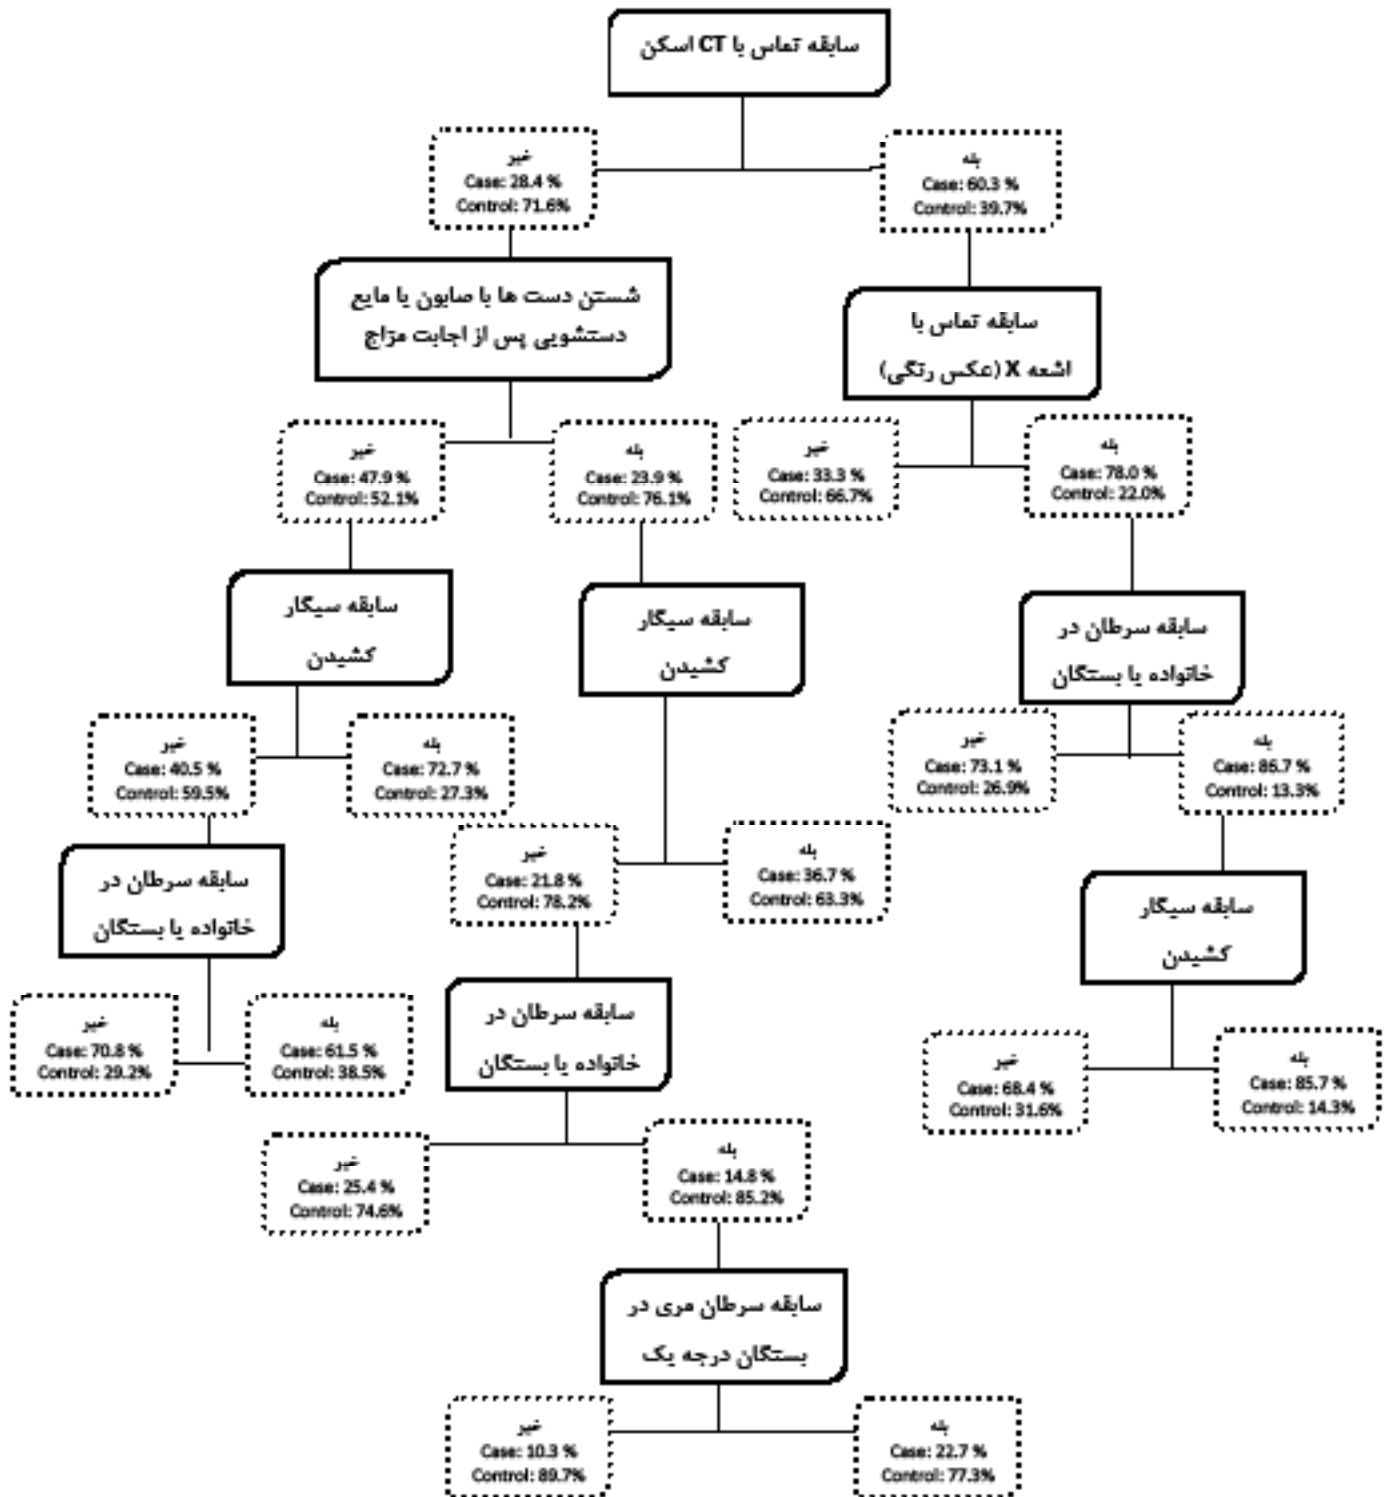 سابقه تماس با CT اسکن
خیر
Case: 28.4 %
Control: 71.6%
بله
Case: 60.3 %
Control: 39.7%
شستن دست ها با صابون یا مایع
دستشویی پس از اجابت مزاج
سابقه تماس با
اشعه X (عکس رنگی)
خیر
Case: 47.9 %
Control: 52.1%
بله
Case: 23.9 %
Control: 76.1%
خیر
Case: 33.3 %
Control: 66.7%
بله
Case: 78.0 %
Control: 22.0%
سابقه سیگار
کشیدن
سابقه سیگار
کشیدن
سابقه سرطان در
خانواده یا بستگان
خیر
Case: 40.5 %
Control: 59.5%
بله
Case: 72.7 %
Control: 27.3%
خیر
Case: 73.1 %
Control: 26.9%
بله
Case: 86.7 %
Control: 13.3%
خیر
Case: 21.8 %
Control: 78.2%
بله
Case: 36.7 %
Control: 63.3%
سابقه سرطان در
خانواده یا بستگان
سابقه سیگار
کشیدن
خیر
Case: 70.8 %
Control: 29.2%
بله
Case: 61.5 %
Control: 38.5%
سابقه سرطان در
خانواده یا بستگان
خیر
Case: 68.4 %
Control: 31.6%
بله
Case: 85.7 %
Control: 14.3%
خیر
Case: 25.4 %
Control: 74.6%
بله
Case: 14.8 %
Control: 85.2%
سابقه سرطان مری در
بستگان درجه یک
خیر
Case: 10.3 %
Control: 89.7%
بله
Case: 22.7 %
Control: 77.3%